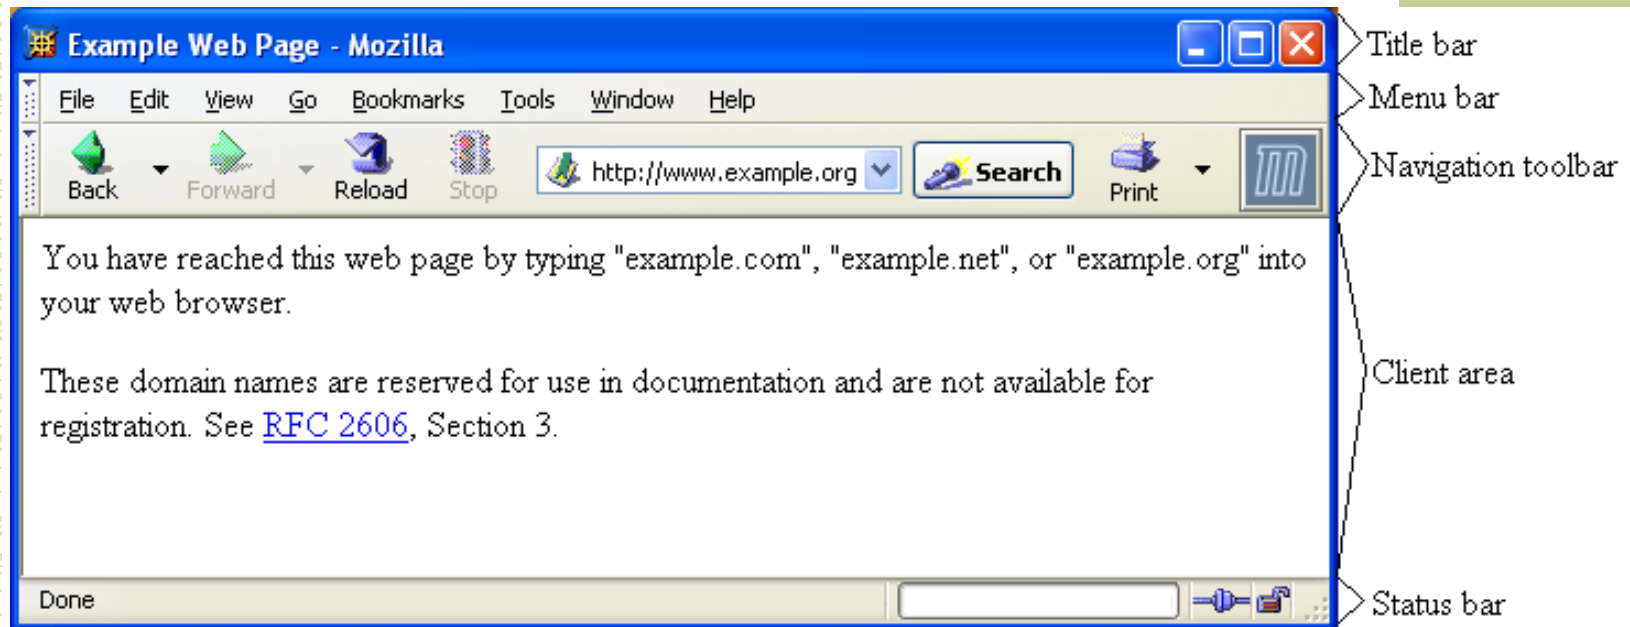 Example Web Page - Mozilla
Title bar
File Edit View Go Bookmarks Tools Window Help
Menu bar
Back Forward Reload Stop http://www.example.org Search Print
Navigation toolbar
You have reached this web page by typing "example.com", "example.net", or "example.org" into
your web browser.
These domain names are reserved for use in documentation and are not available for
registration. See RFC 2606, Section 3.
Client area
Done
Status bar